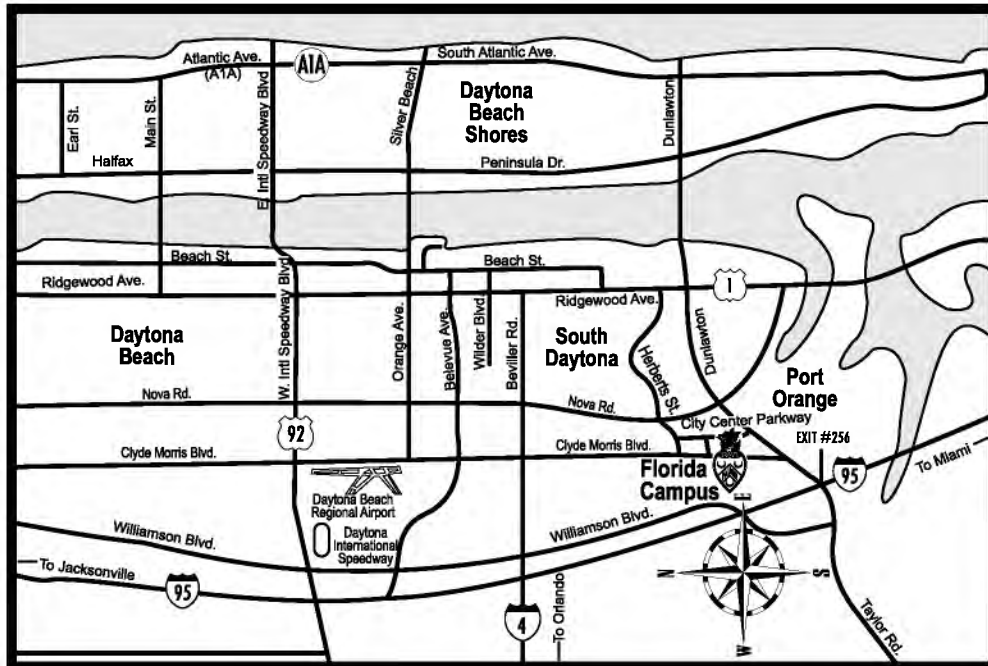 Atlantic Ave.
(A1A)
A1A
South Atlantic Ave.
Earl St.
Main St.
E. Intl Speedway Blvd
Silver Beach
Daytona
Beach
Shores
Dunlawton
Halfax
Peninsula Dr.
Beach St.
Beach St.
Ridgewood Ave.
Ridgewood Ave.
1
Daytona
Beach
W. Intl Speedway Blvd
Orange Ave.
Bellevue Ave.
Wilder Blvd.
Beviller Rd.
South
Daytona
Herberts St.
Dunlawton
Port
Orange
Nova Rd.
Nova Rd.
City Center Parkway
92
EXIT #256
Clyde Morris Blvd.
Clyde Morris Blvd.
Florida
Campus
95
To Miami
Daytona Beach
Regional Airport
Daytona
International
Speedway
Williamson Blvd.
Williamson Blvd.
E
N
S
W
To Jacksonville
95
4
To Orlando
Taylor Rd.